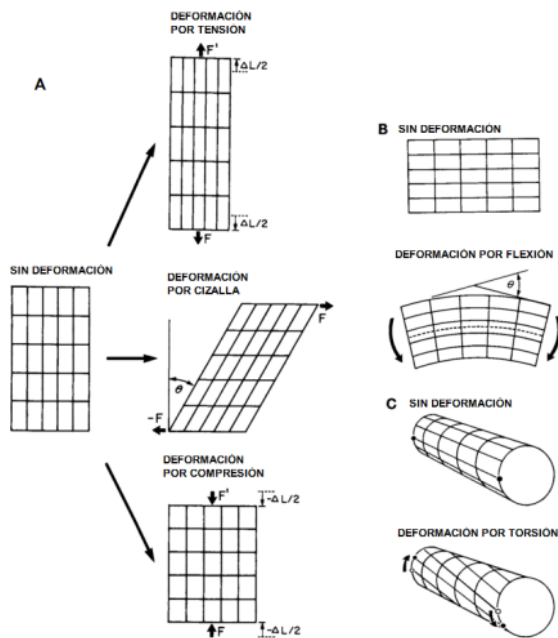 DEFORMACIÓN
POR TENSIÓN
F'
ΔL/2
A
ΔL/2
F
SIN DEFORMACIÓN
DEFORMACIÓN
POR CIZALLA
F
θ
-F
DEFORMACIÓN
POR COMPRESIÓN
F'
-ΔL/2
F
-ΔL/2
B SIN DEFORMACIÓN
DEFORMACIÓN POR FLEXIÓN
θ
C SIN DEFORMACIÓN
DEFORMACIÓN POR TORSIÓN